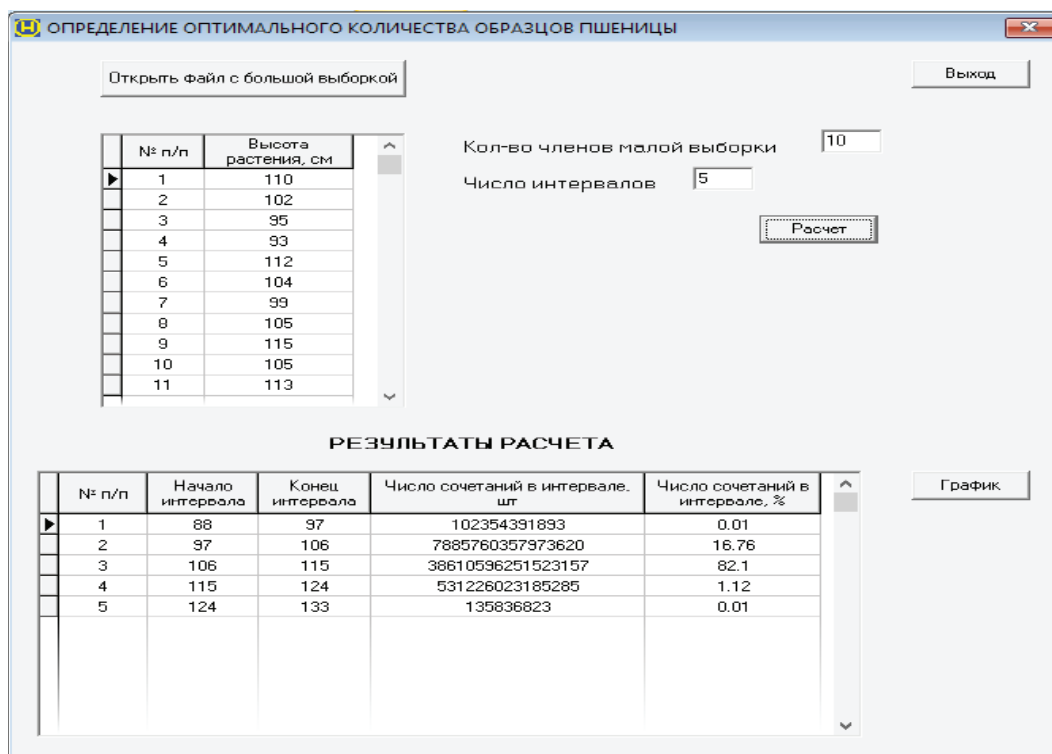 ОПРЕДЕЛЕНИЕ ОПТИМАЛЬНОГО КОЛИЧЕСТВА ОБРАЗЦОВ ПШЕНИЦЫ
Открыть файл с большой выборкой
Выход
№ п/п Высота растения, см
1 110
2 102
3 95
4 93
5 112
6 104
7 99
8 105
9 115
10 105
11 113
Кол-во членов малой выборки 10
Число интервалов 5
Расчет
РЕЗУЛЬТАТЫ РАСЧЕТА
№ п/п Начало интервала Конец интервала Число сочетаний в интервале, шт Число сочетаний в интервале, %
1 88 97 102354391893 0.01
2 97 106 7885760357973620 16.76
3 106 115 38610596251523157 82.1
4 115 124 531226023185285 1.12
5 124 133 135836823 0.01
График